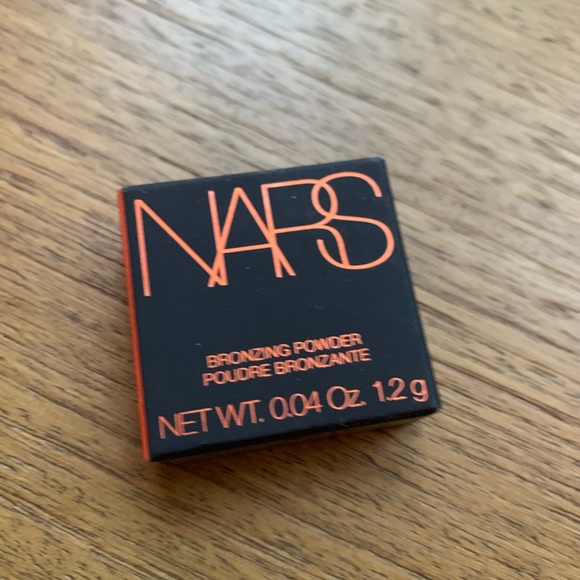 NARS
BRONZING POWDER
POUDRE BRONZANTE
NET WT. 0.04 Oz. 1.2 g